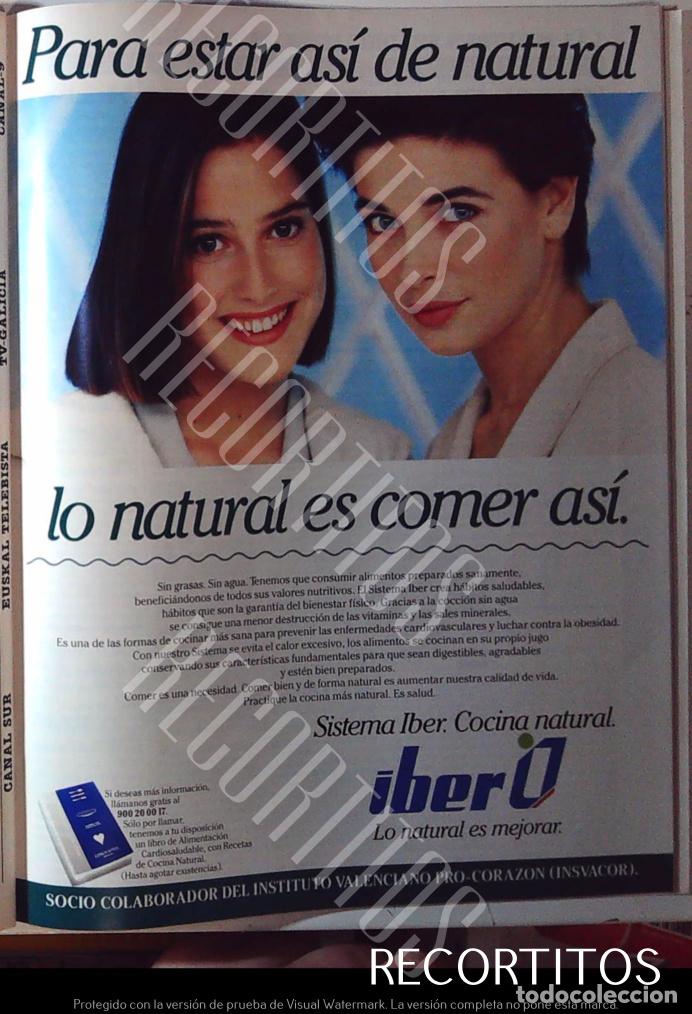 Para estar así de natural
lo natural es comer así.
Sin grasas. Sin agua. Tenemos que consumir alimentos preparados sanamente,
beneficiándonos de todos sus valores nutritivos. El Sistema Iber crea hábitos saludables,
hábitos que son la garantía del bienestar físico. Gracias a la cocción sin agua
se consigue una menor destrucción de las vitaminas y las sales minerales.
Es una de las formas de cocinar más sana para prevenir las enfermedades cardiovasculares y luchar contra la obesidad.
Con nuestro Sistema se evita el calor excesivo, los alimentos se cocinan en su propio jugo
conservando sus características fundamentales para que sean digestibles, agradables
y estén bien preparados.
Comer es una necesidad. Comer bien y de forma natural es aumentar nuestra calidad de vida.
Practique la cocina más natural. Es salud.
Sistema Iber. Cocina natural.
iber
Lo natural es mejorar.
Si deseas más información,
llámanos gratis al
900 20 00 17.
Sólo por llamar,
tenemos a tu disposición
un libro de Alimentación
Cardiosaludable, con Recetas
de Cocina Natural.
(Hasta agotar existencias).
SOCIO COLABORADOR DEL INSTITUTO VALENCIANO PRO-CORAZON (INSVACOR).
CANAL-9
TV-GALICIA
EUSKAL TELEBISTA
CANAL SUR
RECORTITOS
RECORTITOS
RECORTITOS
RECORTITOS
RECORTITOS
Protegido con la versión de prueba de Visual Watermark. La versión completa no pone esta marca.
todocoleccion